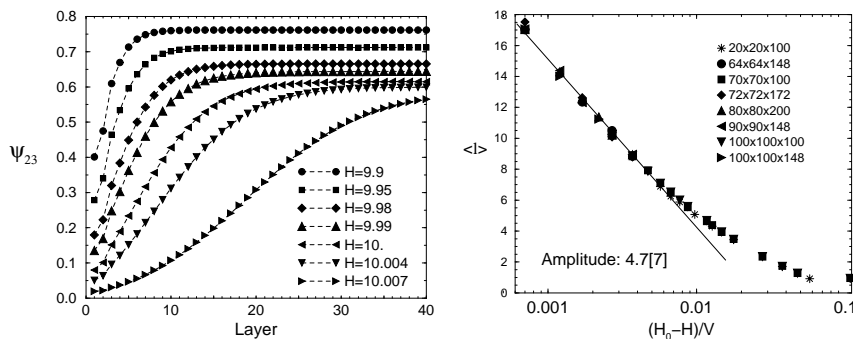 0.8
0.7
0.6
0.5
0.4
0.3
0.2
0.1
0.0
Ψ23
H=9.9
H=9.95
H=9.98
H=9.99
H=10.
H=10.004
H=10.007
0 10 20 30 40
Layer
18
16
14
12
10
8
6
4
2
0
<l>
20x20x100
64x64x148
70x70x100
72x72x172
80x80x200
90x90x148
100x100x100
100x100x148
Amplitude: 4.7[7]
0.001 0.01 0.1
(H0−H)/V